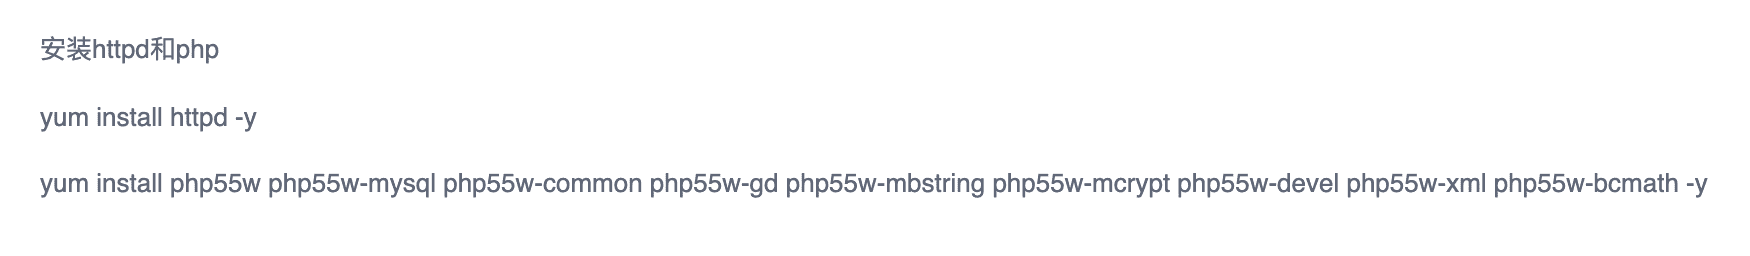 安装httpd和php
yum install httpd -y
yum install php55w php55w-mysql php55w-common php55w-gd php55w-mbstring php55w-mcrypt php55w-devel php55w-xml php55w-bcmath -y